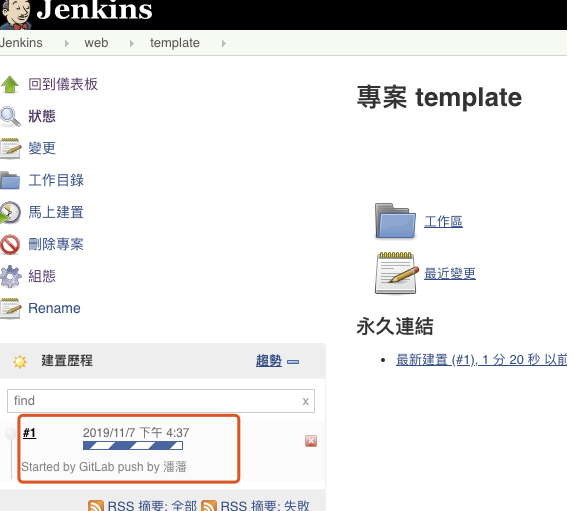 Jenkins
Jenkins web template
回到儀表板
狀態
變更
工作目錄
馬上建置
刪除專案
組態
Rename
專案 template
工作區
最近變更
永久連結
最新建置 (#1), 1 分 20 秒 以前
建置歷程 趨勢
find x
#1 2019/11/7 下午 4:37
Started by GitLab push by 潘藩
RSS 摘要: 全部 RSS 摘要: 失敗